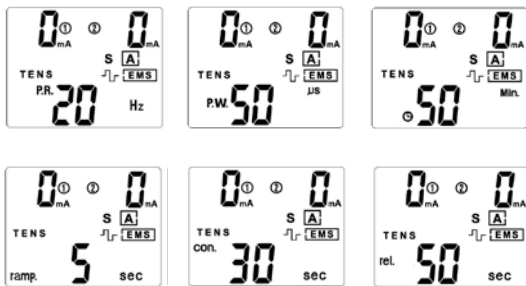 0 mA ① ② 0 mA
S A
TENS EMS
P.R. 20 Hz
0 mA ① ② 0 mA
S A
TENS EMS
P.W. 50 µs
0 mA ① ② 0 mA
S A
TENS EMS
50 Min.
0 mA ① ② 0 mA
S A
TENS EMS
ramp. 5 sec
0 mA ① ② 0 mA
S A
TENS EMS
con. 30 sec
0 mA ① ② 0 mA
S A
TENS EMS
rel. 50 sec